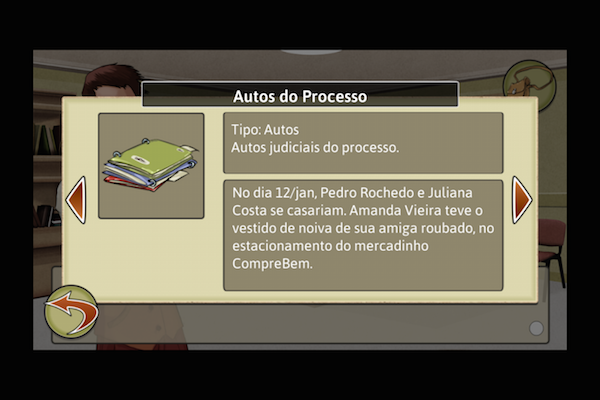 Autos do Processo
Tipo: Autos
Autos judiciais do processo.
No dia 12/jan, Pedro Rochedo e Juliana
Costa se casariam. Amanda Vieira teve o
vestido de noiva de sua amiga roubado, no
estacionamento do mercadinho
CompreBem.